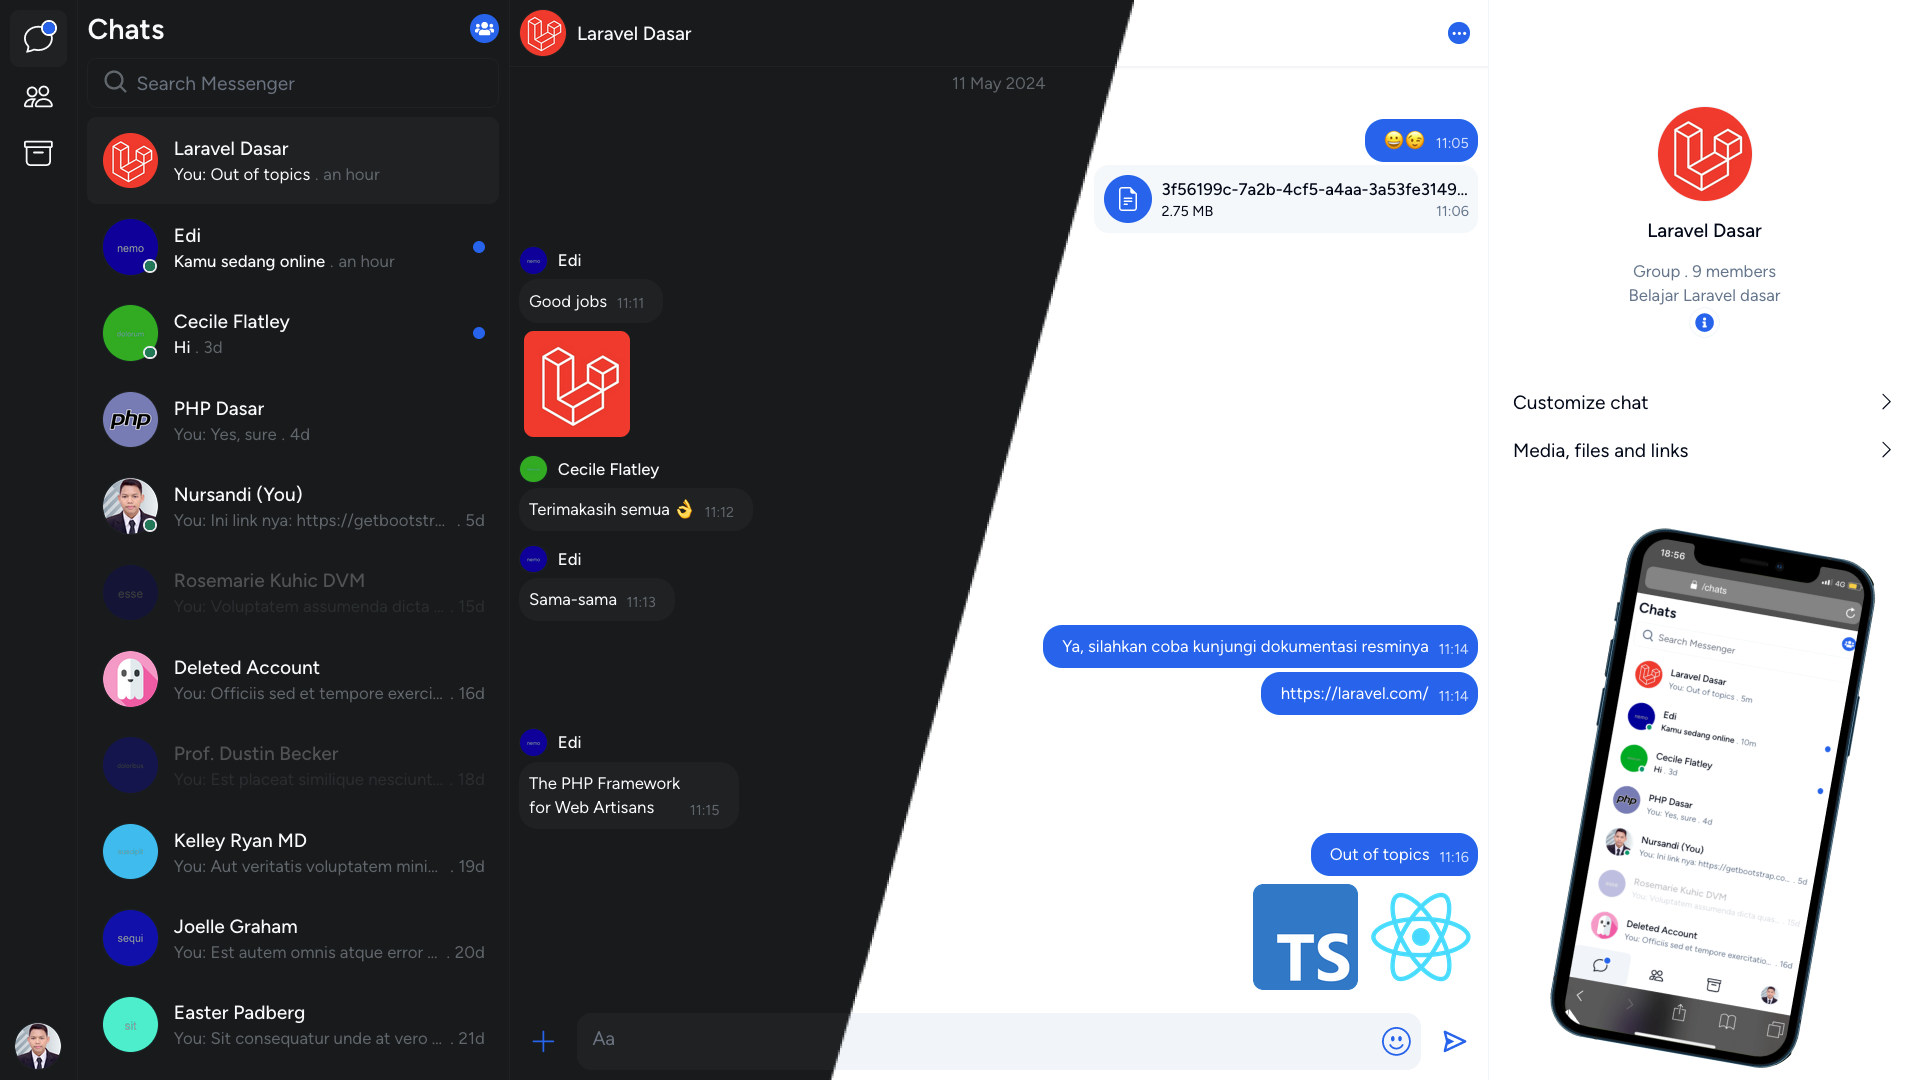 Chats
Search Messenger
Laravel Dasar
You: Out of topics . an hour
nemo
Edi
Kamu sedang online . an hour
Cecile Flatley
Hi . 3d
php
PHP Dasar
You: Yes, sure . 4d
Nursandi (You)
You: Ini link nya: https://getbootstr... . 5d
esse
Rosemarie Kuhic DVM
You: Voluptatem assumenda dicta ... . 15d
Deleted Account
You: Officiis sed et tempore exerci... . 16d
Prof. Dustin Becker
You: Est placeat similique nesciunt... . 18d
Kelley Ryan MD
You: Aut veritatis voluptatem mini... . 19d
sequi
Joelle Graham
You: Est autem omnis atque error ... . 20d
sit
Easter Padberg
You: Sit consequatur unde at vero ... . 21d
Laravel Dasar
11 May 2024
😀😉 11:05
3f56199c-7a2b-4cf5-a4aa-3a53fe3149...
2.75 MB 11:06
Edi
Good jobs 11:11
Cecile Flatley
Terimakasih semua 👌 11:12
Edi
Sama-sama 11:13
Ya, silahkan coba kunjungi dokumentasi resminya 11:14
https://laravel.com/ 11:14
Edi
The PHP Framework
for Web Artisans 11:15
Out of topics 11:16
TS
Aa
Laravel Dasar
Group . 9 members
Belajar Laravel dasar
Customize chat
Media, files and links
18:56
4G
/chats
Chats
Search Messenger
Laravel Dasar
You: Out of topics . 5m
Edi
Kamu sedang online . 10m
Cecile Flatley
Hi . 3d
php
PHP Dasar
You: Yes, sure . 4d
Nursandi (You)
You: Ini link nya: https://getbootstrap.co... . 5d
Rosemarie Kuhic DVM
You: Voluptatem assumenda dicta quas... . 15d
Deleted Account
You: Officiis sed et tempore exercitatio... . 16d